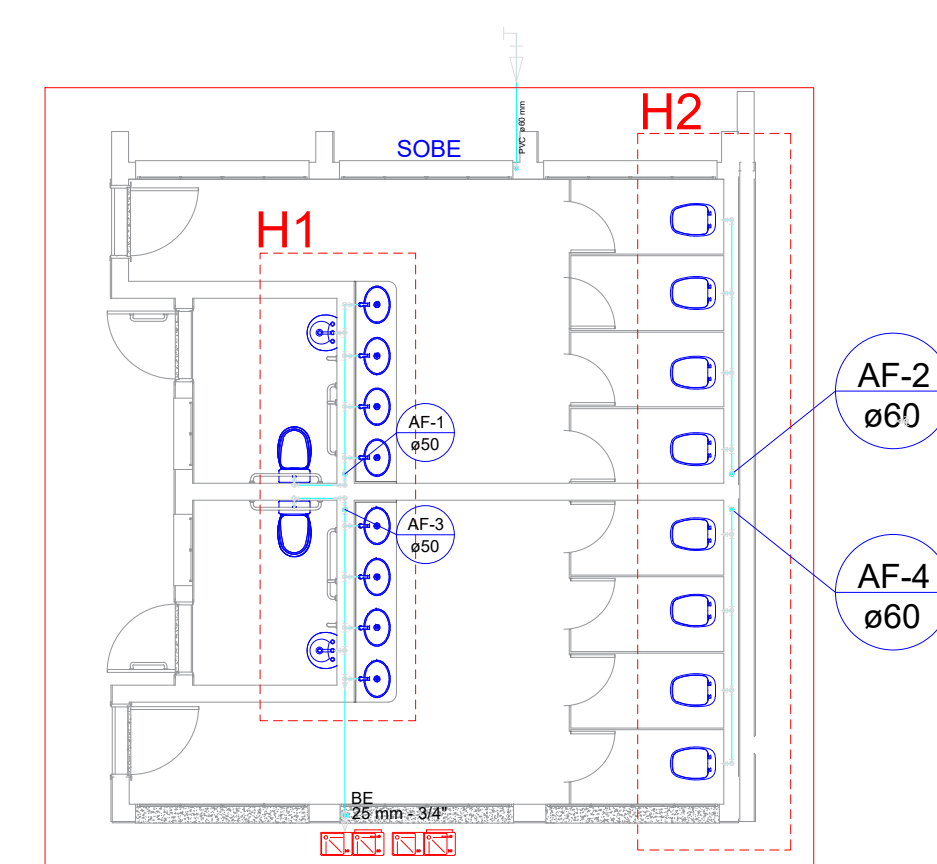 PVC ø60 mm
H2
SOBE
H1
AF-2
ø60
AF-1
ø50
AF-3
ø50
AF-4
ø60
BE
25 mm - 3/4"